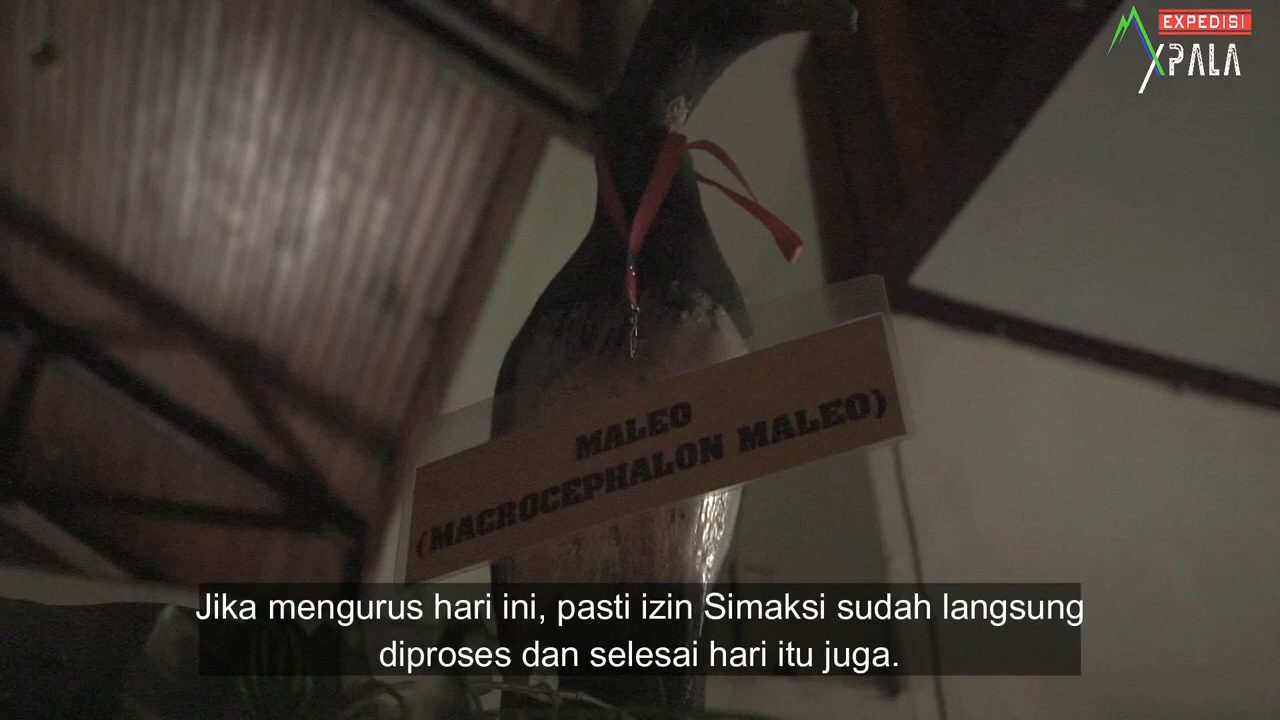 EXPEDISI
XPALA
MALEO
(MACROCEPHALON MALEO)
Jika mengurus hari ini, pasti izin Simaksi sudah langsung
diproses dan selesai hari itu juga.